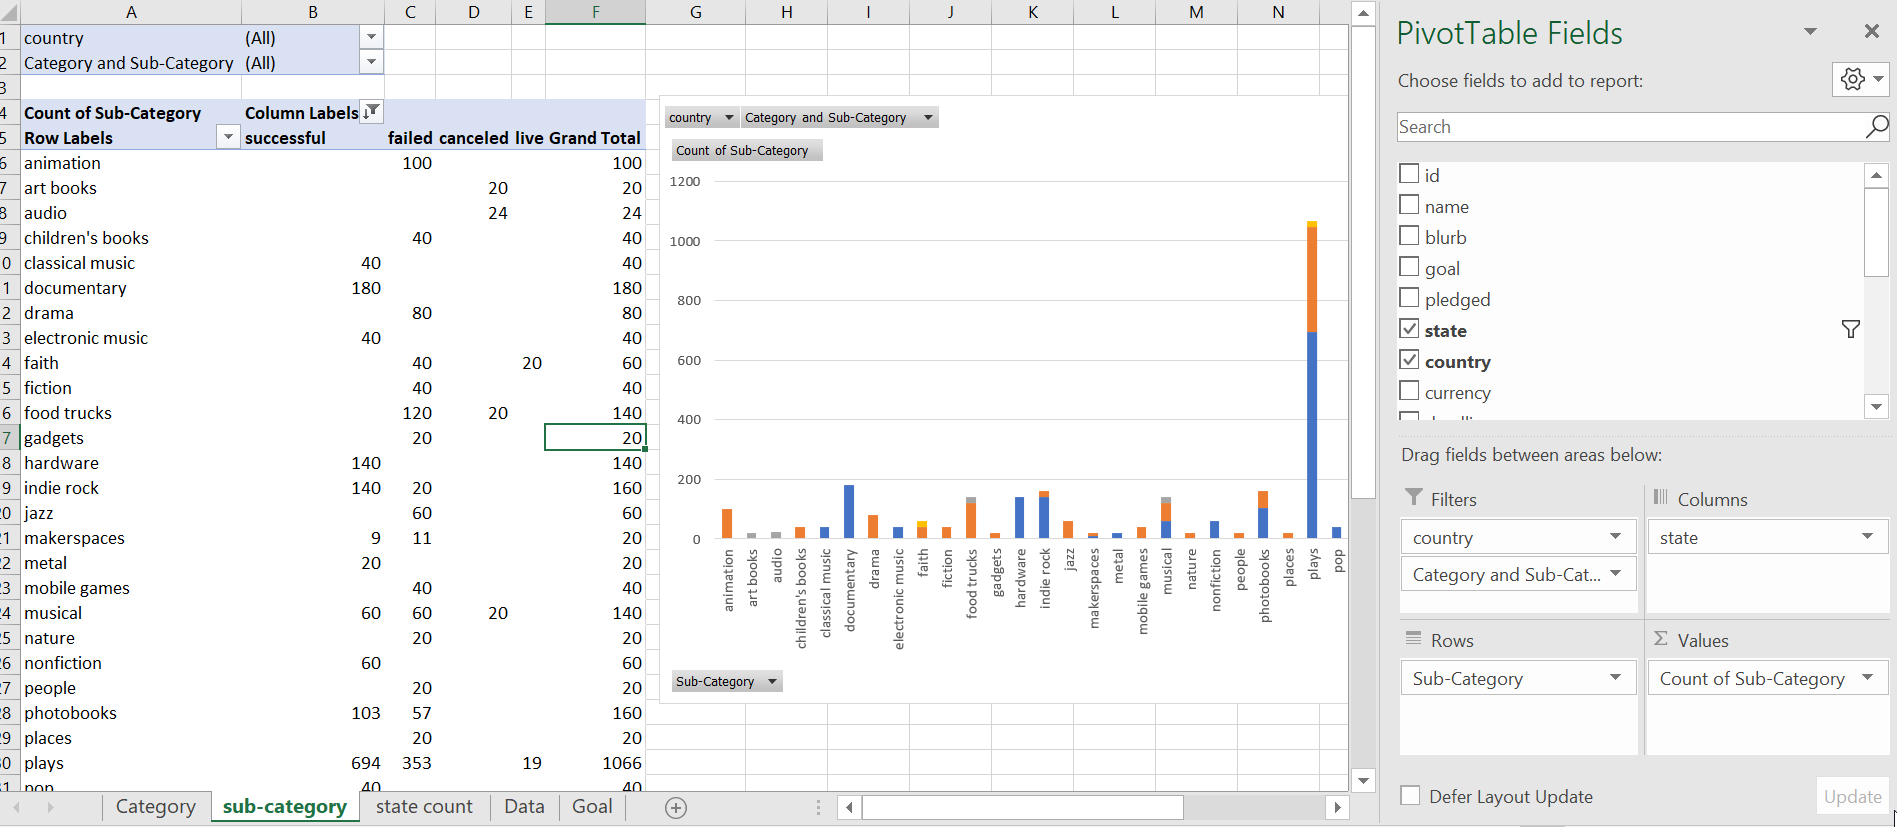 A B C D E F G H I J K L M N
1 country (All)
2 Category and Sub-Category (All)
3
4 Count of Sub-Category Column Labels
5 Row Labels successful failed canceled live Grand Total
6 animation 100 100
7 art books 20 20
8 audio 24 24
9 children's books 40 40
0 classical music 40 40
1 documentary 180 180
2 drama 80 80
3 electronic music 40 40
4 faith 40 20 60
5 fiction 40 40
6 food trucks 120 20 140
7 gadgets 20 20
8 hardware 140 140
9 indie rock 140 20 160
20 jazz 60 60
21 makerspaces 9 11 20
22 metal 20 20
23 mobile games 40 40
24 musical 60 60 20 140
25 nature 20 20
26 nonfiction 60 60
27 people 20 20
28 photobooks 103 57 160
29 places 20 20
30 plays 694 353 19 1066
31 pop 40 40
country Category and Sub-Category
Count of Sub-Category
1200
1000
800
600
400
200
0
animation
art books
audio
children's books
classical music
documentary
drama
electronic music
faith
fiction
food trucks
gadgets
hardware
indie rock
jazz
makerspaces
metal
mobile games
musical
nature
nonfiction
people
photobooks
places
plays
pop
Sub-Category
Category sub-category state count Data Goal
PivotTable Fields
Choose fields to add to report:
Search
id
name
blurb
goal
pledged
state
country
currency
Drag fields between areas below:
Filters
country
Category and Sub-Cat...
Columns
state
Rows
Sub-Category
Σ Values
Count of Sub-Category
Defer Layout Update Update